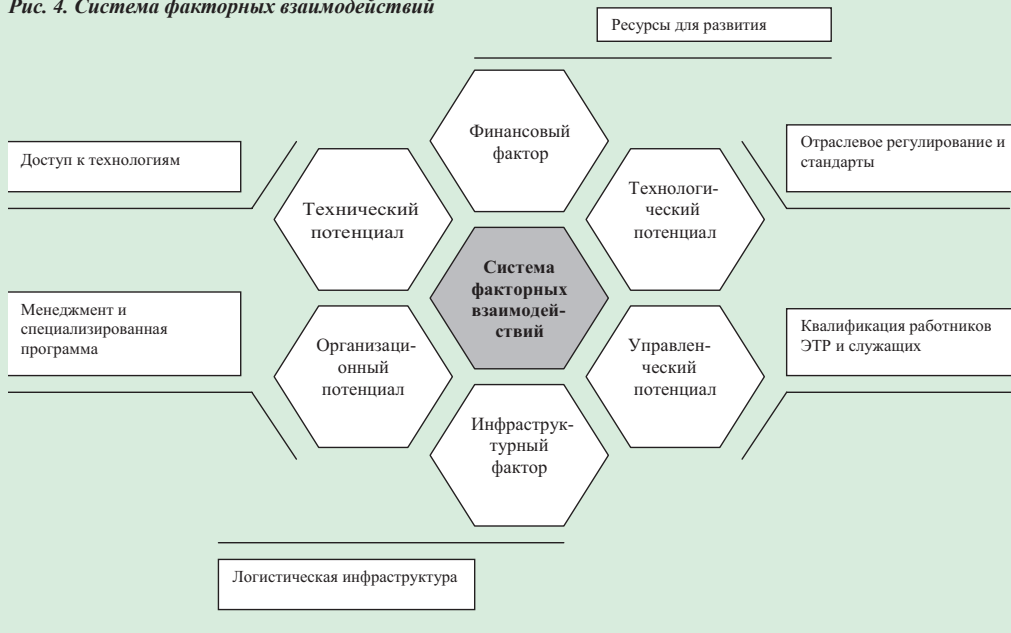 Рис. 4. Система факторных взаимодействий
Ресурсы для развития
Финансовый
фактор
Доступ к технологиям
Отраслевое регулирование и
стандарты
Технический
потенциал
Технологи-
ческий
потенциал
Система
факторных
взаимодей-
ствий
Менеджмент и
специализированная
программа
Квалификация работников
ЭТР и служащих
Организаци-
онный
потенциал
Управлен-
ческий
потенциал
Инфраструк-
турный
фактор
Логистическая инфраструктура